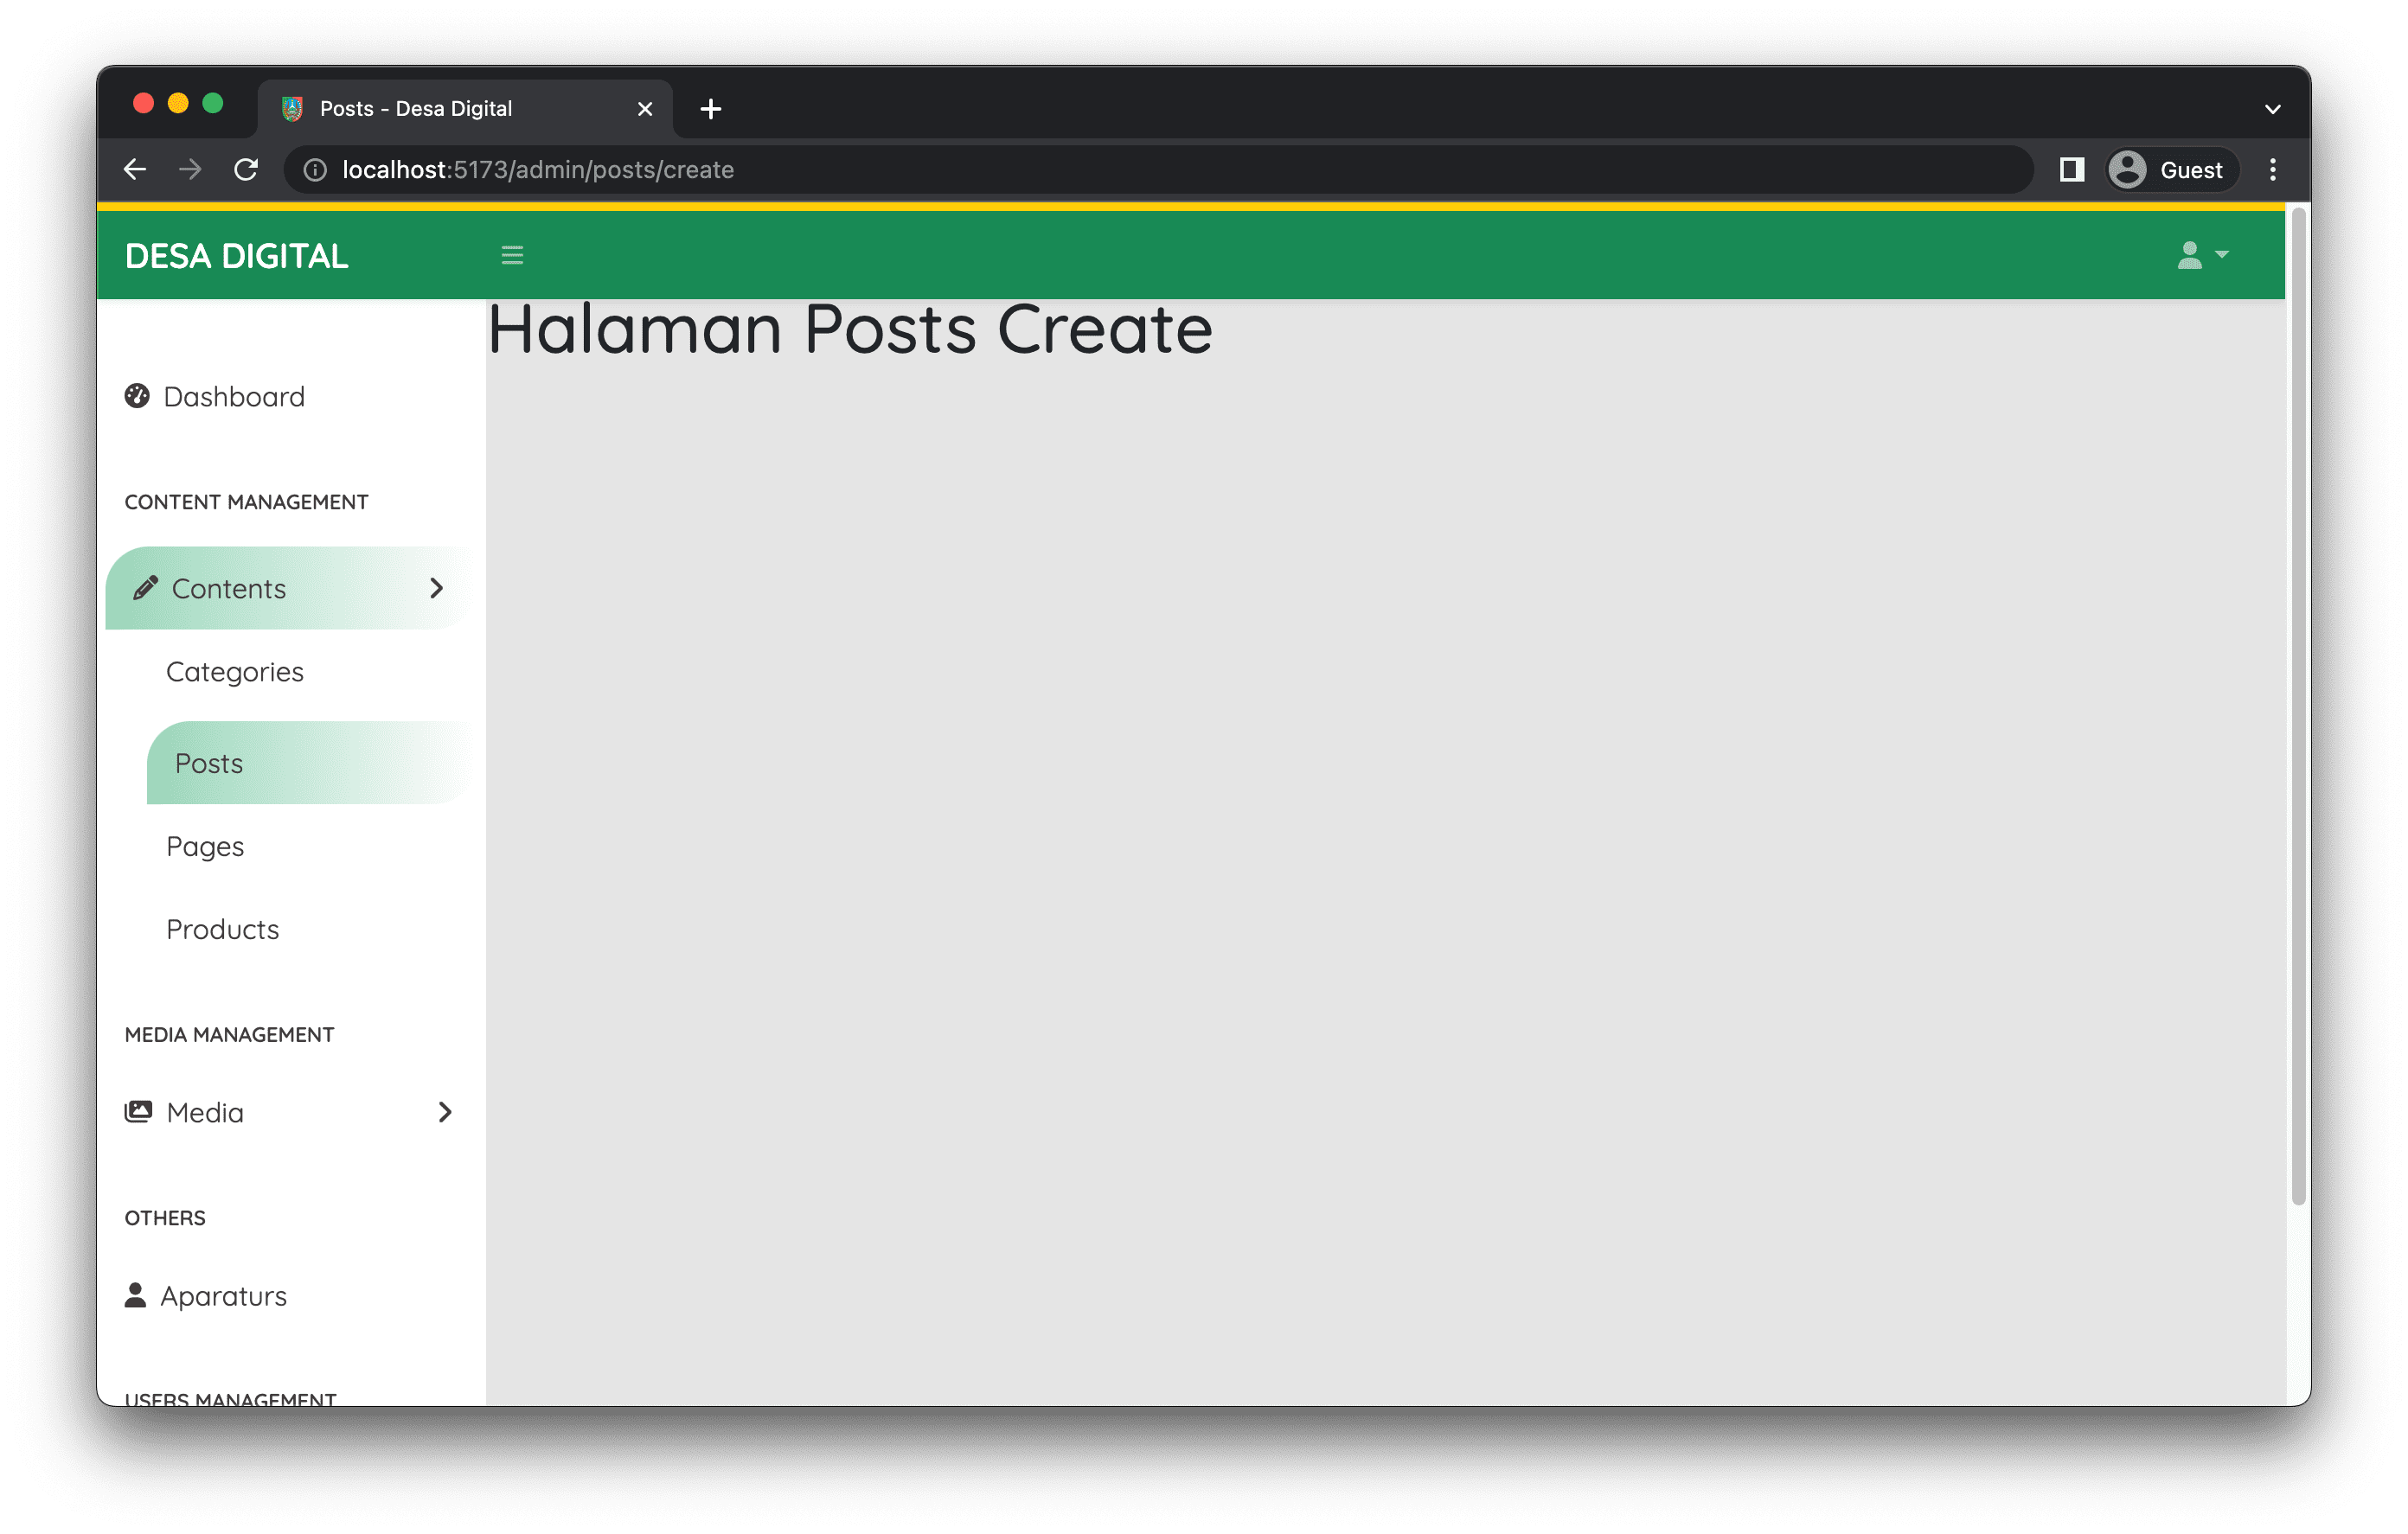 Posts - Desa Digital
localhost:5173/admin/posts/create
Guest
DESA DIGITAL
Halaman Posts Create
Dashboard
CONTENT MANAGEMENT
Contents
Categories
Posts
Pages
Products
MEDIA MANAGEMENT
Media
OTHERS
Aparaturs
USERS MANAGEMENT